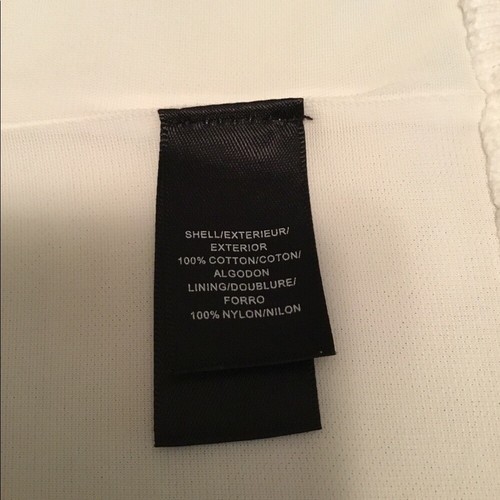 SHELL/EXTERIEUR/
EXTERIOR
100% COTTON/COTON/
ALGODON
LINING/DOUBLURE/
FORRO
100% NYLON/NILON